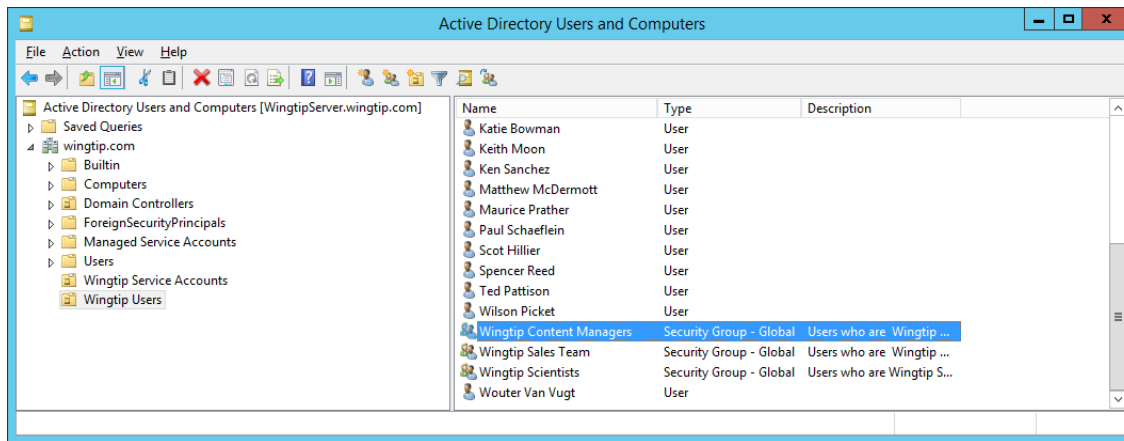 Active Directory Users and Computers
File Action View Help
Active Directory Users and Computers [WingtipServer.wingtip.com]
Saved Queries
wingtip.com
Builtin
Computers
Domain Controllers
ForeignSecurityPrincipals
Managed Service Accounts
Users
Wingtip Service Accounts
Wingtip Users
Name Type Description
Katie Bowman User
Keith Moon User
Ken Sanchez User
Matthew McDermott User
Maurice Prather User
Paul Schaeflein User
Scot Hillier User
Spencer Reed User
Ted Pattison User
Wilson Picket User
Wingtip Content Managers Security Group - Global Users who are Wingtip ...
Wingtip Sales Team Security Group - Global Users who are Wingtip ...
Wingtip Scientists Security Group - Global Users who are Wingtip S...
Wouter Van Vugt User